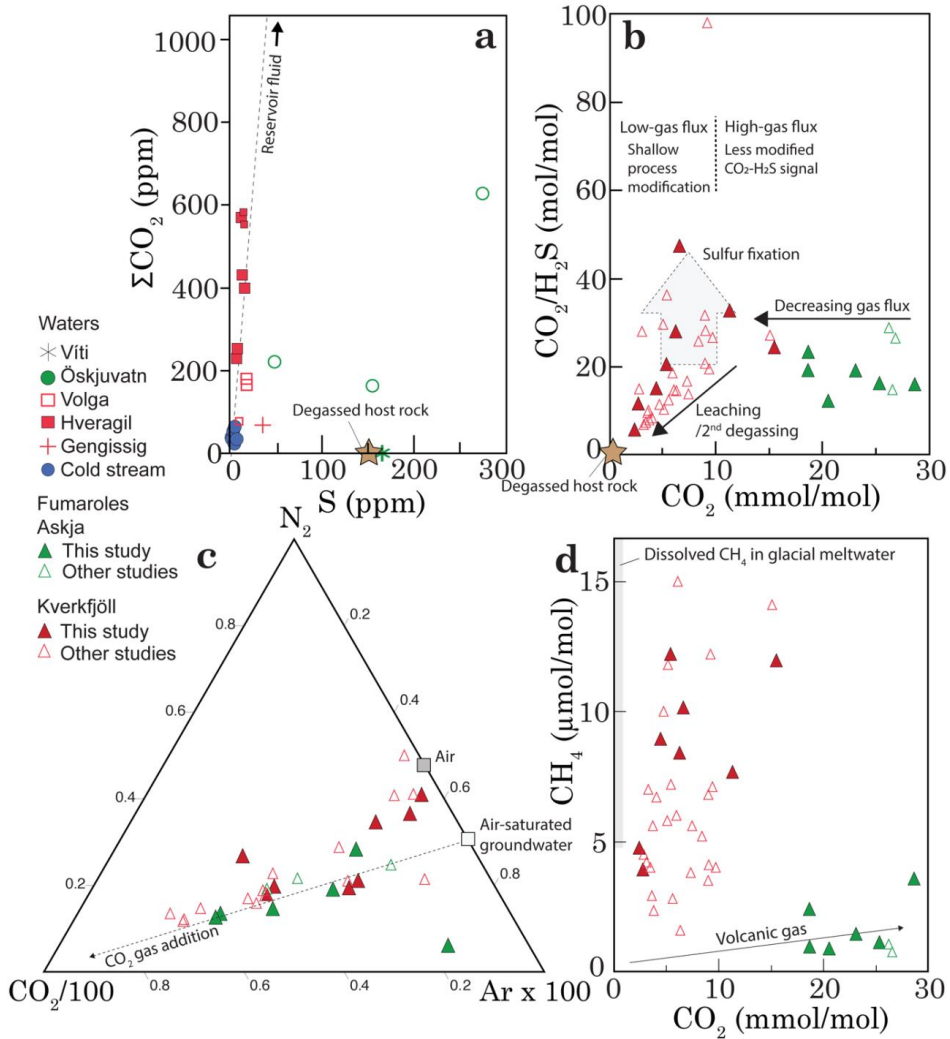 a
1000
800
600
400
200
0
ΣCO₂ (ppm)
Reservoir fluid
Degassed host rock
0
100
200
300
S (ppm)
b
100
80
60
40
20
0
CO₂/H₂S (mol/mol)
Low-gas flux
Shallow
process
modification
High-gas flux
Less modified
CO₂-H₂S signal
Sulfur fixation
Decreasing gas flux
Leaching
/2ⁿᵈ degassing
Degassed host rock
0
10
20
30
CO₂ (mmol/mol)
Waters
Víti
Öskjuvatn
Volga
Hveragil
Gengissig
Cold stream
Fumaroles
Askja
This study
Other studies
Kverkfjöll
This study
Other studies
c
N₂
0.2
0.8
0.4
0.6
Air
0.6
0.4
Air-saturated
groundwater
0.8
0.2
CO₂ gas addition
CO₂/100
0.8
0.6
0.4
0.2
Ar x 100
d
Dissolved CH₄ in glacial meltwater
15
10
5
0
CH₄ (μmol/mol)
Volcanic gas
0
10
20
30
CO₂ (mmol/mol)